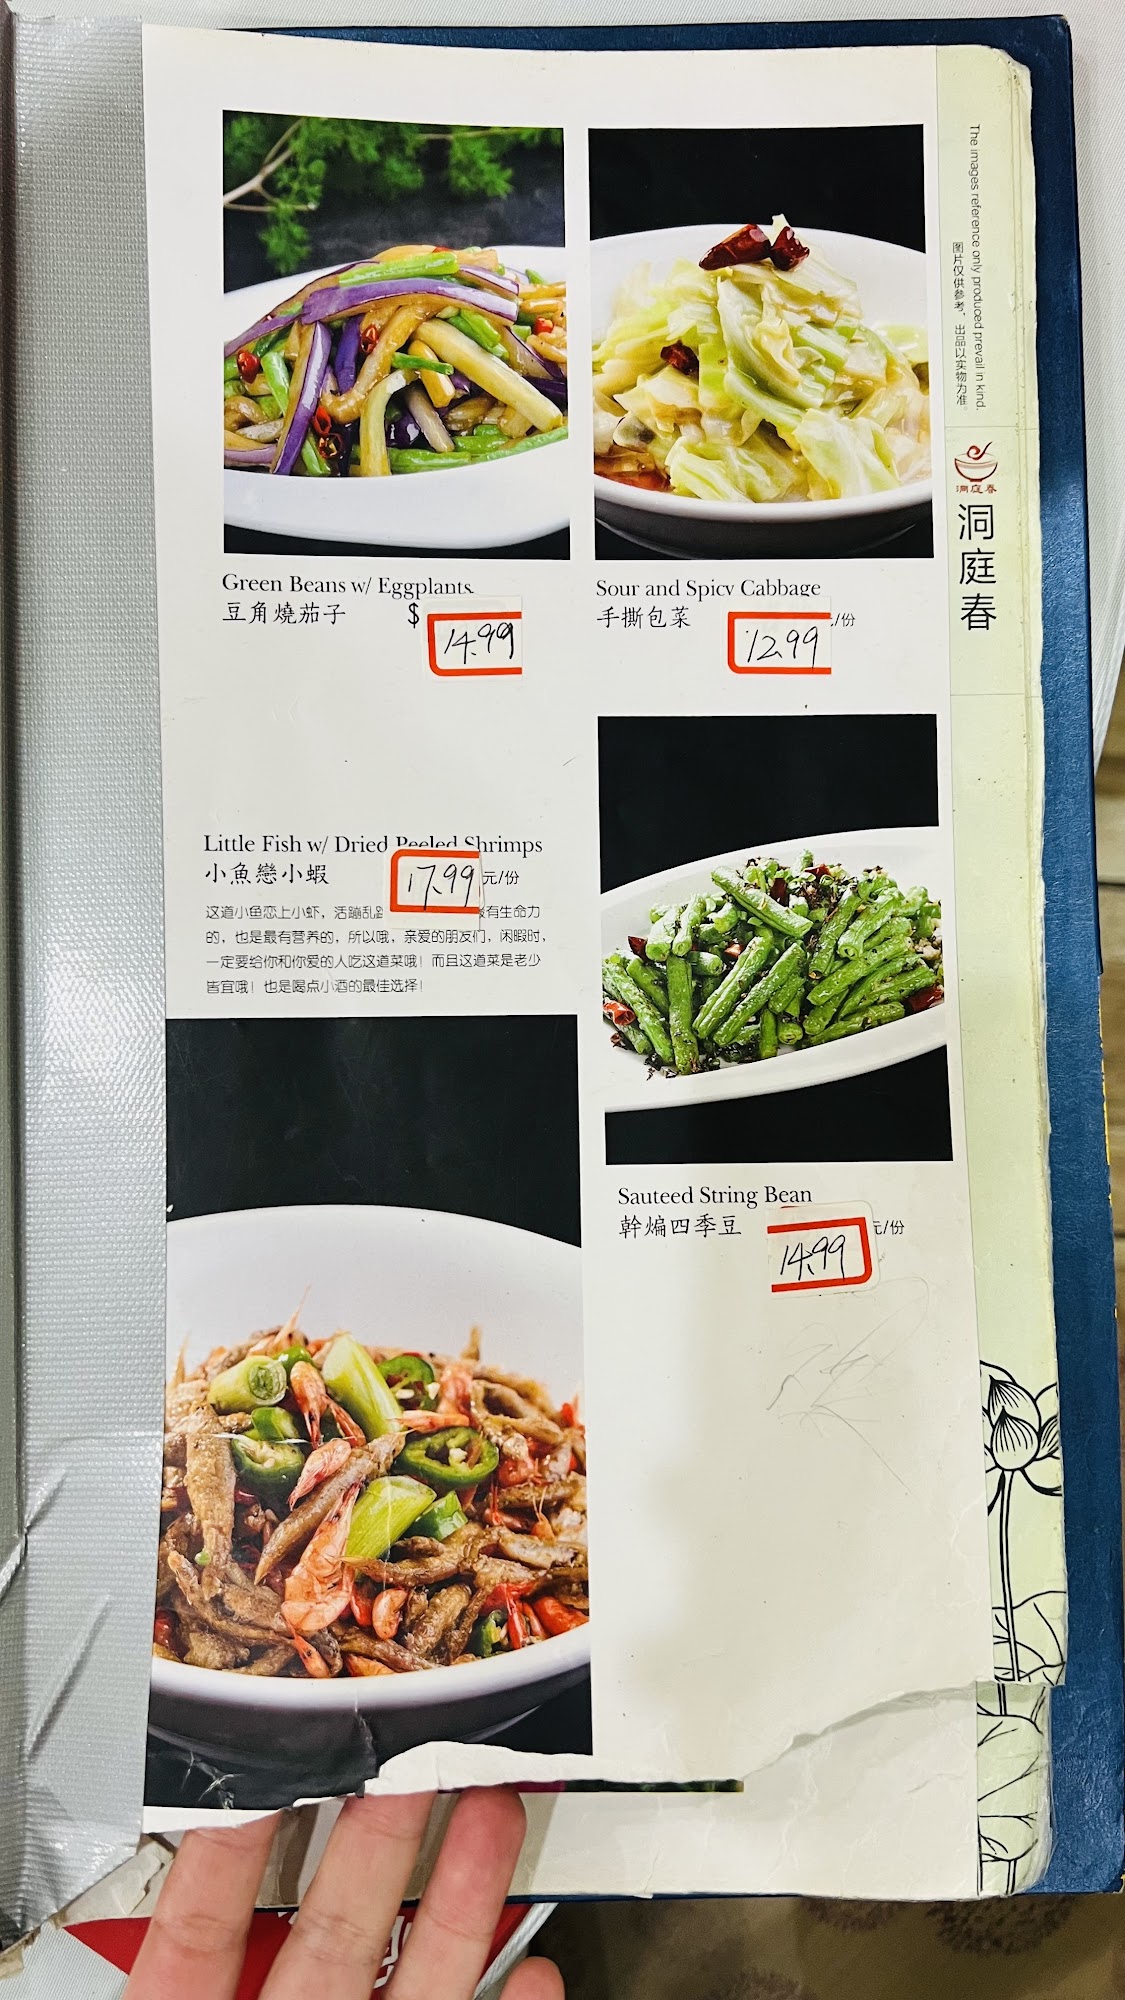 Green Beans w/ Eggplants
豆角燒茄子
$ 14.99
Sour and Spicy Cabbage
手撕包菜
12.99 /份
Little Fish w/ Dried Peeled Shrimps
小魚戀小蝦
17.99 元/份
这道小鱼恋上小虾，活蹦乱 有生命力
的，也是最有营养的，所以哦，亲爱的朋友们，闲暇时，
一定要给你和你爱的人吃这道菜哦！而且这道菜是老少
皆宜哦！也是喝点小酒的最佳选择！
Sauteed String Bean
幹煸四季豆
14.99 元/份
The images reference only produced prevail in kind.
图片仅供参考，出品以实物为准
洞庭春
洞庭春